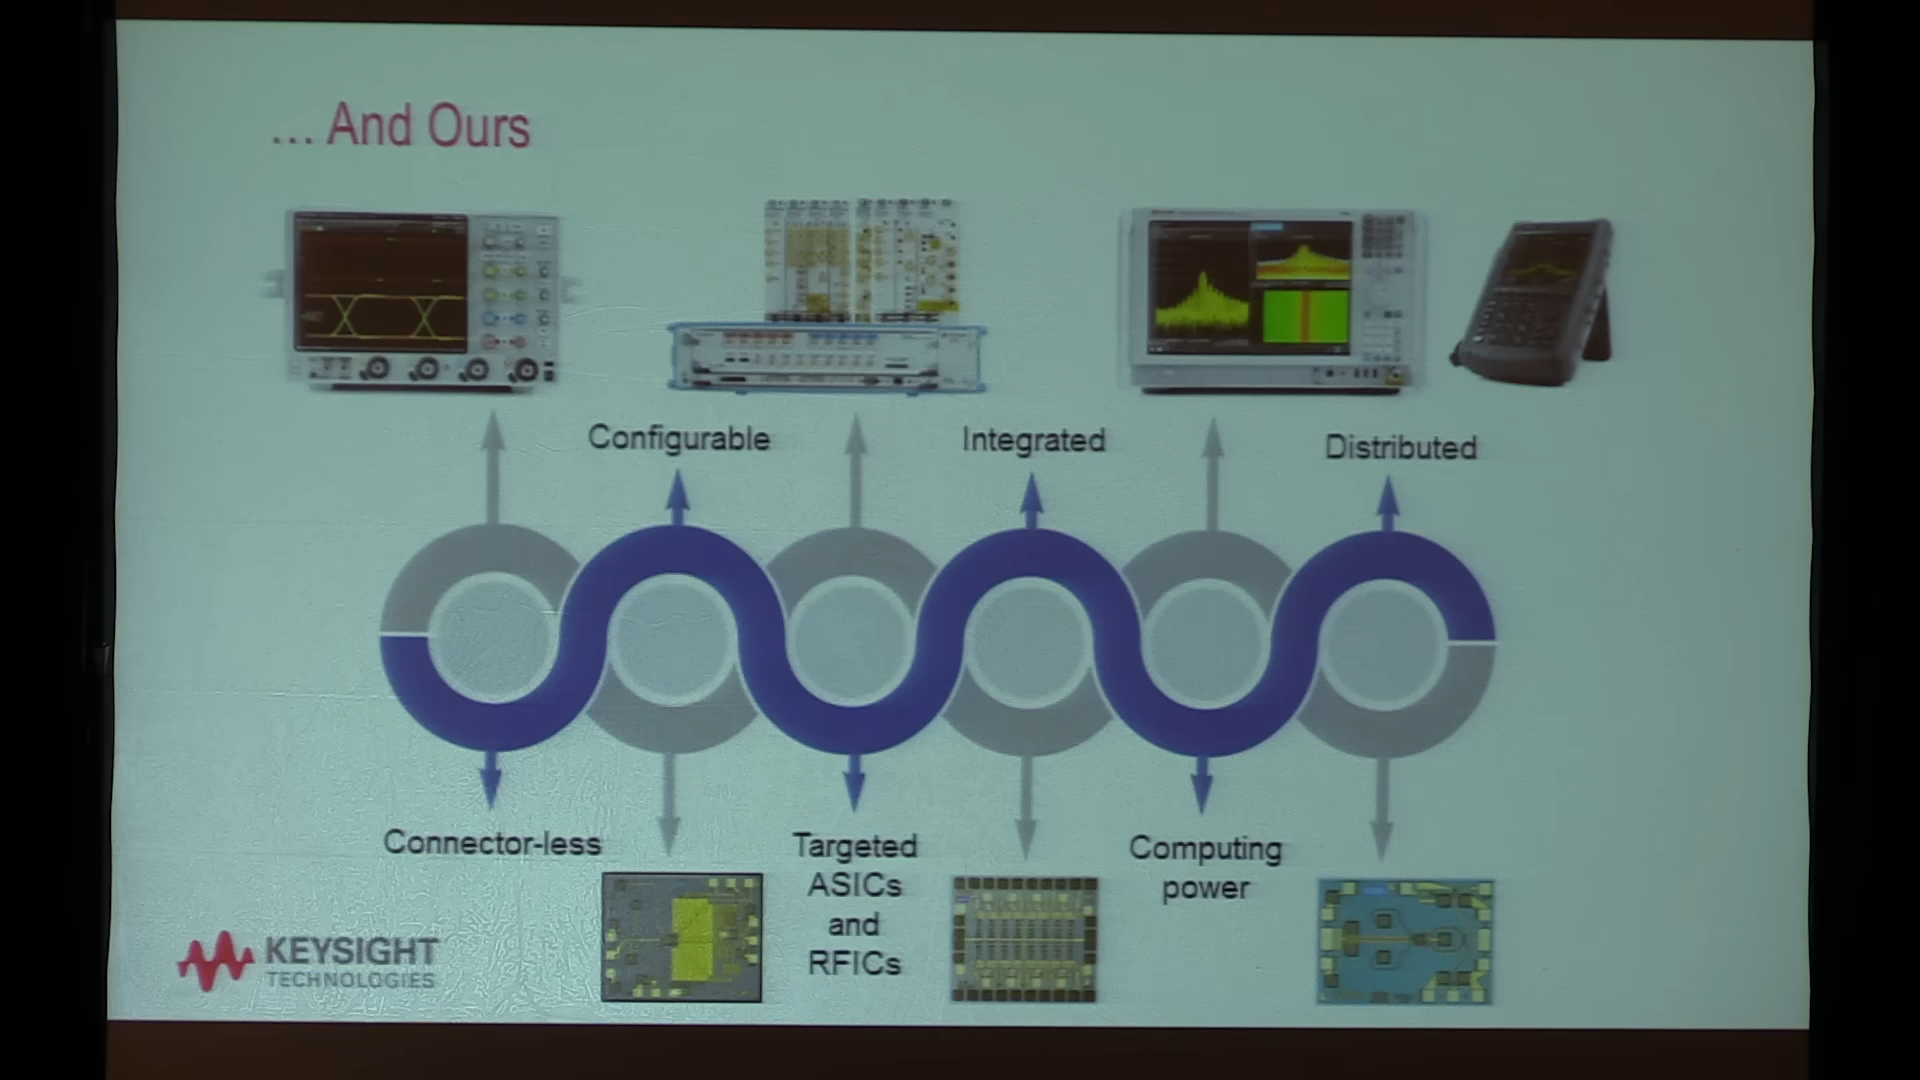 ... And Ours
Configurable
Integrated
Distributed
Connector-less
Targeted
ASICs
and
RFICs
Computing
power
KEYSIGHT
TECHNOLOGIES